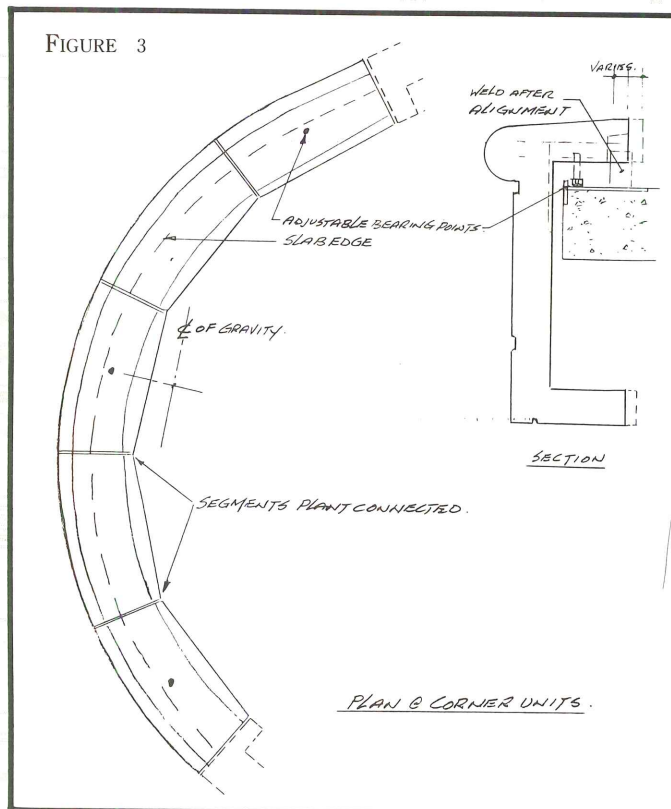 FIGURE 3
VARIES.
WELD AFTER
ALIGNMENT
ADJUSTABLE BEARING POINTS.
SLAB EDGE
℄ OF GRAVITY.
SECTION
SEGMENTS PLANT CONNECTED.
PLAN @ CORNER UNITS.